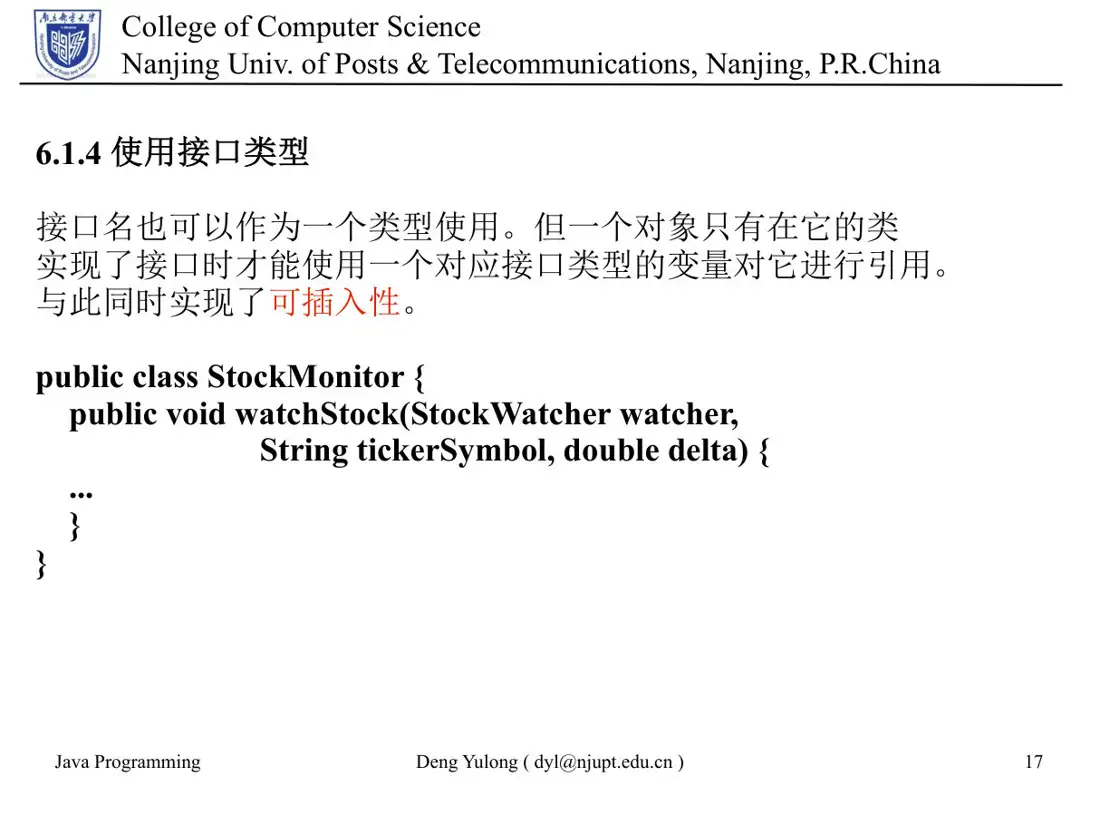 College of Computer Science
Nanjing Univ. of Posts & Telecommunications, Nanjing, P.R.China
6.1.4 使用接口类型
接口名也可以作为一个类型使用。但一个对象只有在它的类
实现了接口时才能使用一个对应接口类型的变量对它进行引用。
与此同时实现了可插入性。
public class StockMonitor {
public void watchStock(StockWatcher watcher,
String tickerSymbol, double delta) {
...
}
}
Java Programming
Deng Yulong ( dyl@njupt.edu.cn )
17